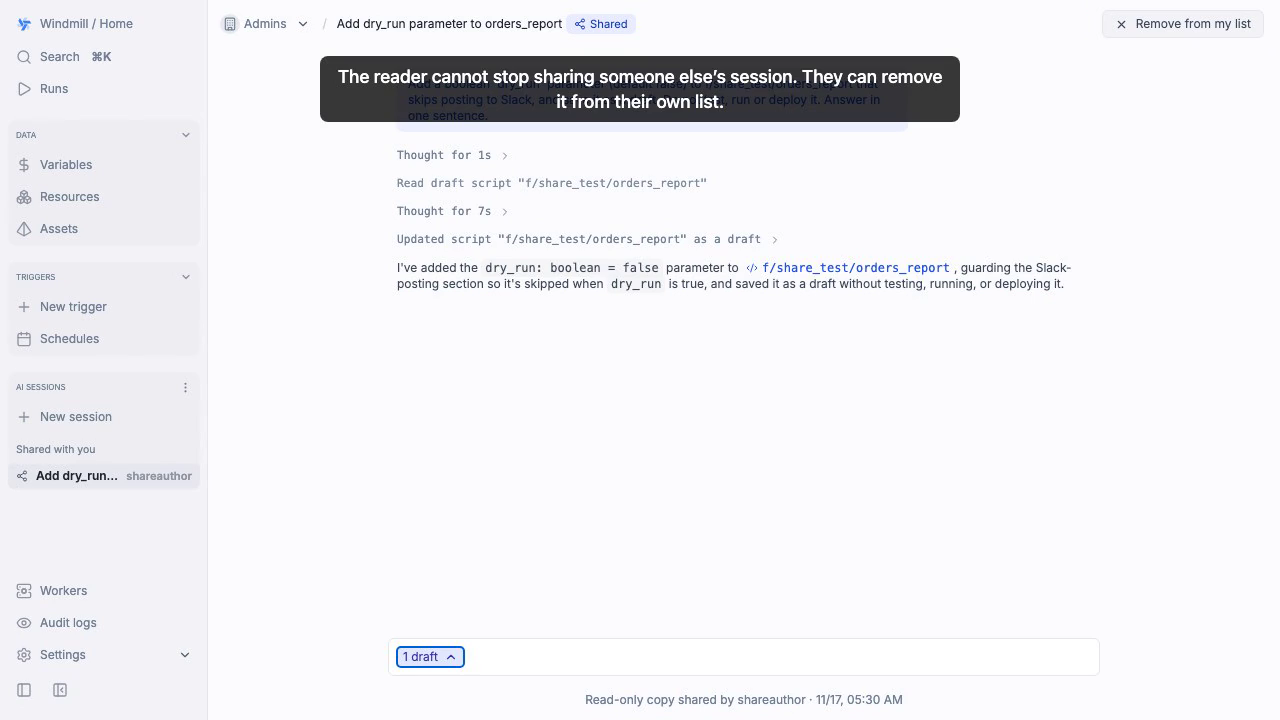 Windmill / Home
Search ⌘K
Runs
DATA
Variables
Resources
Assets
TRIGGERS
New trigger
Schedules
AI SESSIONS
New session
Shared with you
Add dry_run... shareauthor
Workers
Audit logs
Settings
Admins / Add dry_run parameter to orders_report Shared
Remove from my list
The reader cannot stop sharing someone else's session. They can remove
it from their own list.
skips posting to Slack, and run or deploy it. Answer in
one sentence.
Thought for 1s
Read draft script "f/share_test/orders_report"
Thought for 7s
Updated script "f/share_test/orders_report" as a draft
I've added the dry_run: boolean = false parameter to f/share_test/orders_report , guarding the Slack-
posting section so it's skipped when dry_run is true, and saved it as a draft without testing, running, or deploying it.
1 draft
Read-only copy shared by shareauthor · 11/17, 05:30 AM